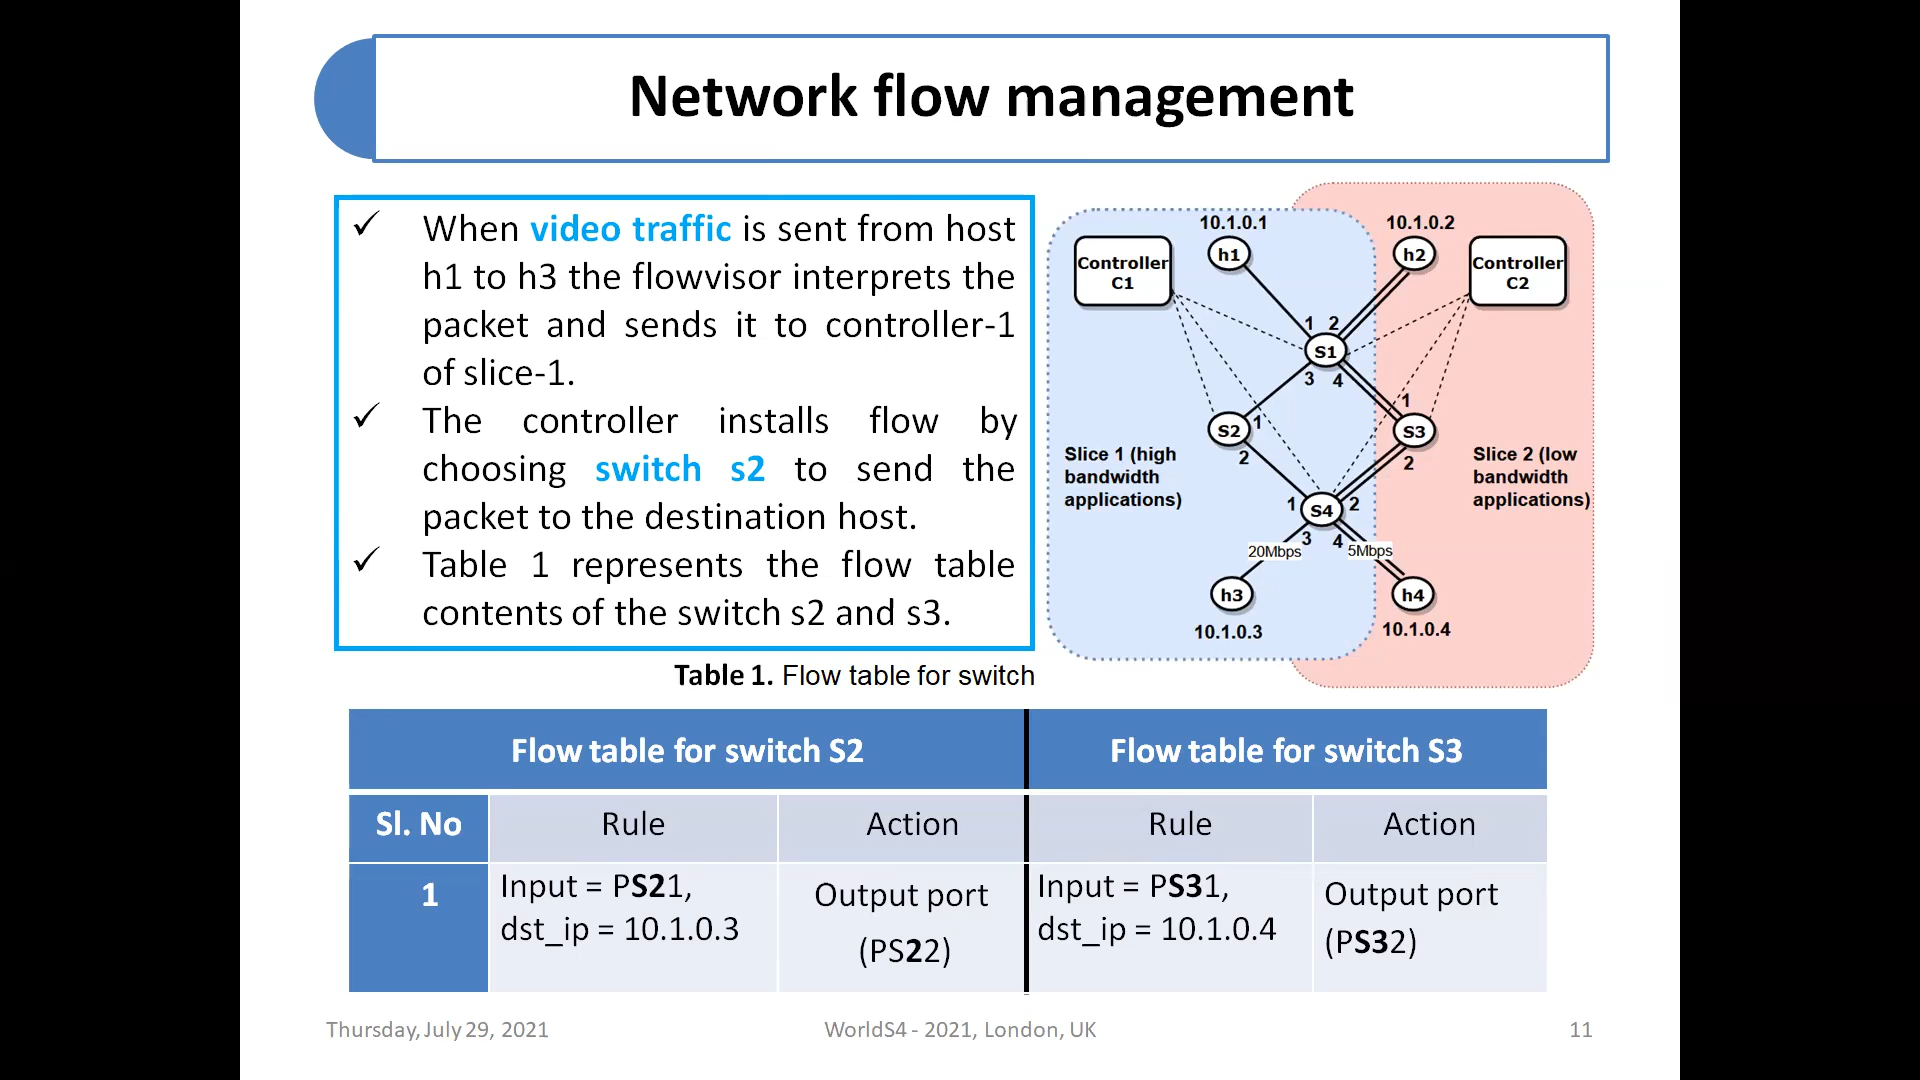 Network flow management
✓ When video traffic is sent from host
h1 to h3 the flowvisor interprets the
packet and sends it to controller-1
of slice-1.
✓ The controller installs flow by
choosing switch s2 to send the
packet to the destination host.
✓ Table 1 represents the flow table
contents of the switch s2 and s3.
10.1.0.1
10.1.0.2
Controller
C1
h1
h2
Controller
C2
1 2
S1
3 4
1
S2 1
S3
2
2
Slice 1 (high
bandwidth
applications)
Slice 2 (low
bandwidth
applications)
1 S4 2
3 4
20Mbps
5Mbps
h3
h4
10.1.0.3
10.1.0.4
Table 1. Flow table for switch
Flow table for switch S2
Flow table for switch S3
Sl. No
Rule
Action
Rule
Action
1
Input = PS21,
dst_ip = 10.1.0.3
Output port
(PS22)
Input = PS31,
dst_ip = 10.1.0.4
Output port
(PS32)
Thursday, July 29, 2021
WorldS4 - 2021, London, UK
11